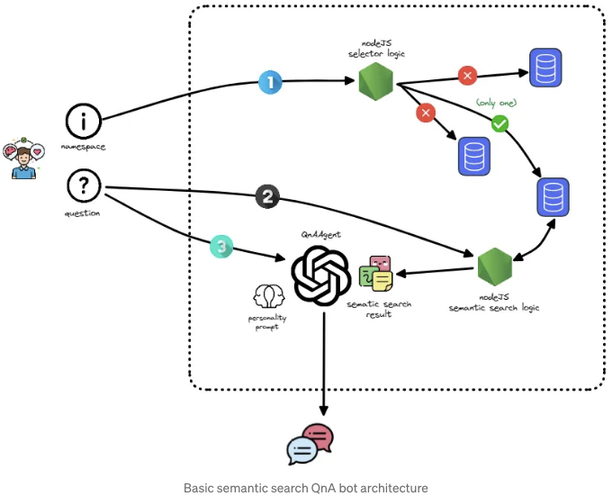 nodeJS
selector logic
1
(only one)
i
namespace
?
question
2
3
QnAAgent
personality
prompt
sematic search
result
nodeJS
semantic search logic
Basic semantic search QnA bot architecture